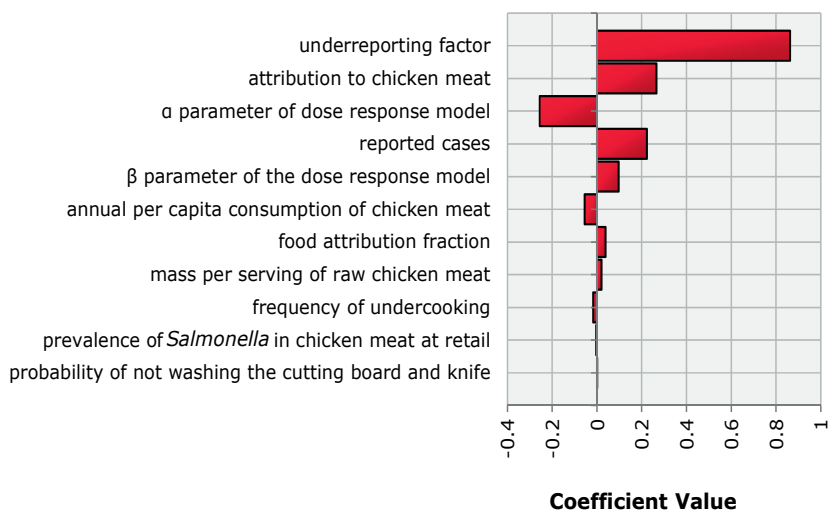 underreporting factor
attribution to chicken meat
α parameter of dose response model
reported cases
β parameter of the dose response model
annual per capita consumption of chicken meat
food attribution fraction
mass per serving of raw chicken meat
frequency of undercooking
prevalence of Salmonella in chicken meat at retail
probability of not washing the cutting board and knife
-0.4
-0.2
0
0.2
0.4
0.6
0.8
1
Coefficient Value